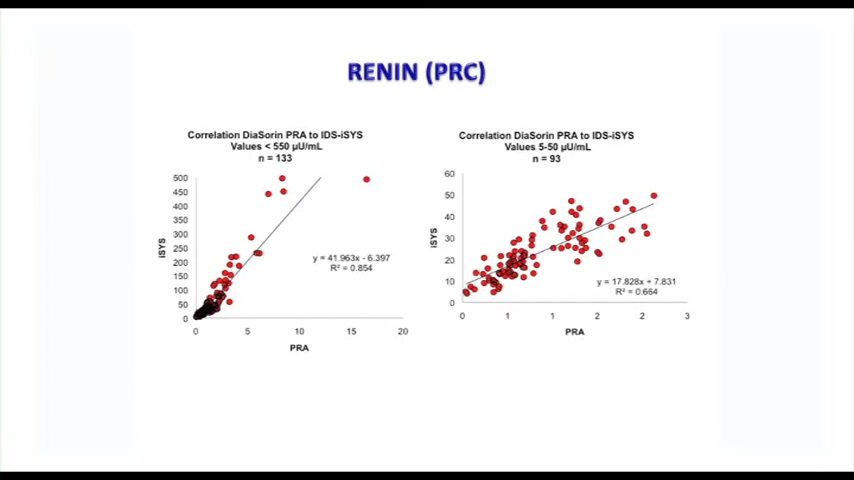 RENIN (PRC)
Correlation DiaSorin PRA to IDS-iSYS
Values < 550 µU/mL
n = 133
500
450
400
350
300
250
200
150
100
50
0
iSYS
y = 41.963x - 6.397
R² = 0.854
0 5 10 15 20
PRA
Correlation DiaSorin PRA to IDS-iSYS
Values 5-50 µU/mL
n = 93
60
50
40
30
20
10
0
iSYS
y = 17.828x + 7.831
R² = 0.664
0 1 1 2 2 3
PRA